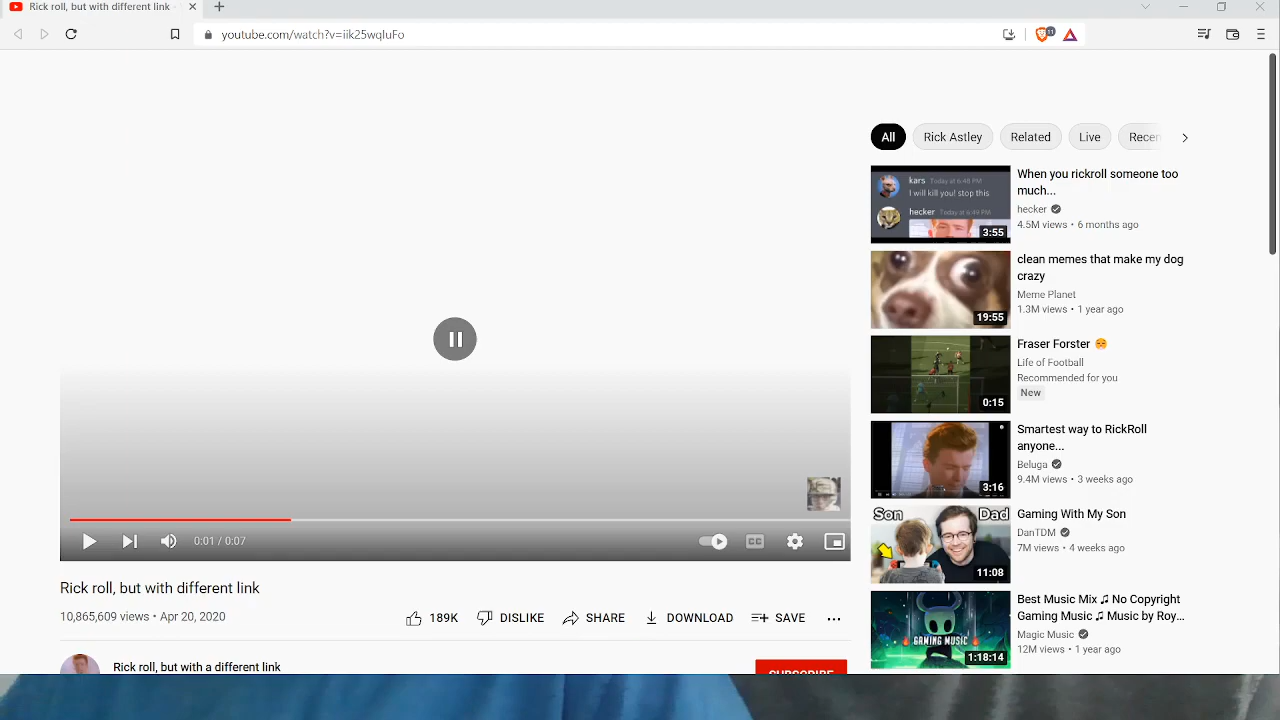 Rick roll, but with different link -
youtube.com/watch?v=iik25wqIuFo
11
All
Rick Astley
Related
Live
Recen
kars Today at 6:48 PM
I will kill you! stop this
hecker Today at 6:49 PM
3:55
When you rickroll someone too
much...
hecker
4.5M views • 6 months ago
19:55
clean memes that make my dog
crazy
Meme Planet
1.3M views • 1 year ago
0:15
Fraser Forster
Life of Football
Recommended for you
New
3:16
Smartest way to RickRoll
anyone...
Beluga
9.4M views • 3 weeks ago
Son Dad
11:08
Gaming With My Son
DanTDM
7M views • 4 weeks ago
GAMING MUSIC
1:18:14
Best Music Mix ♫ No Copyright
Gaming Music ♫ Music by Roy...
Magic Music
12M views • 1 year ago
0:01 / 0:07
CC
Rick roll, but with different link
10,865,609 views • Apr 20, 2020
189K
DISLIKE
SHARE
DOWNLOAD
SAVE
Rick roll, but with a different link
SUBSCRIBE